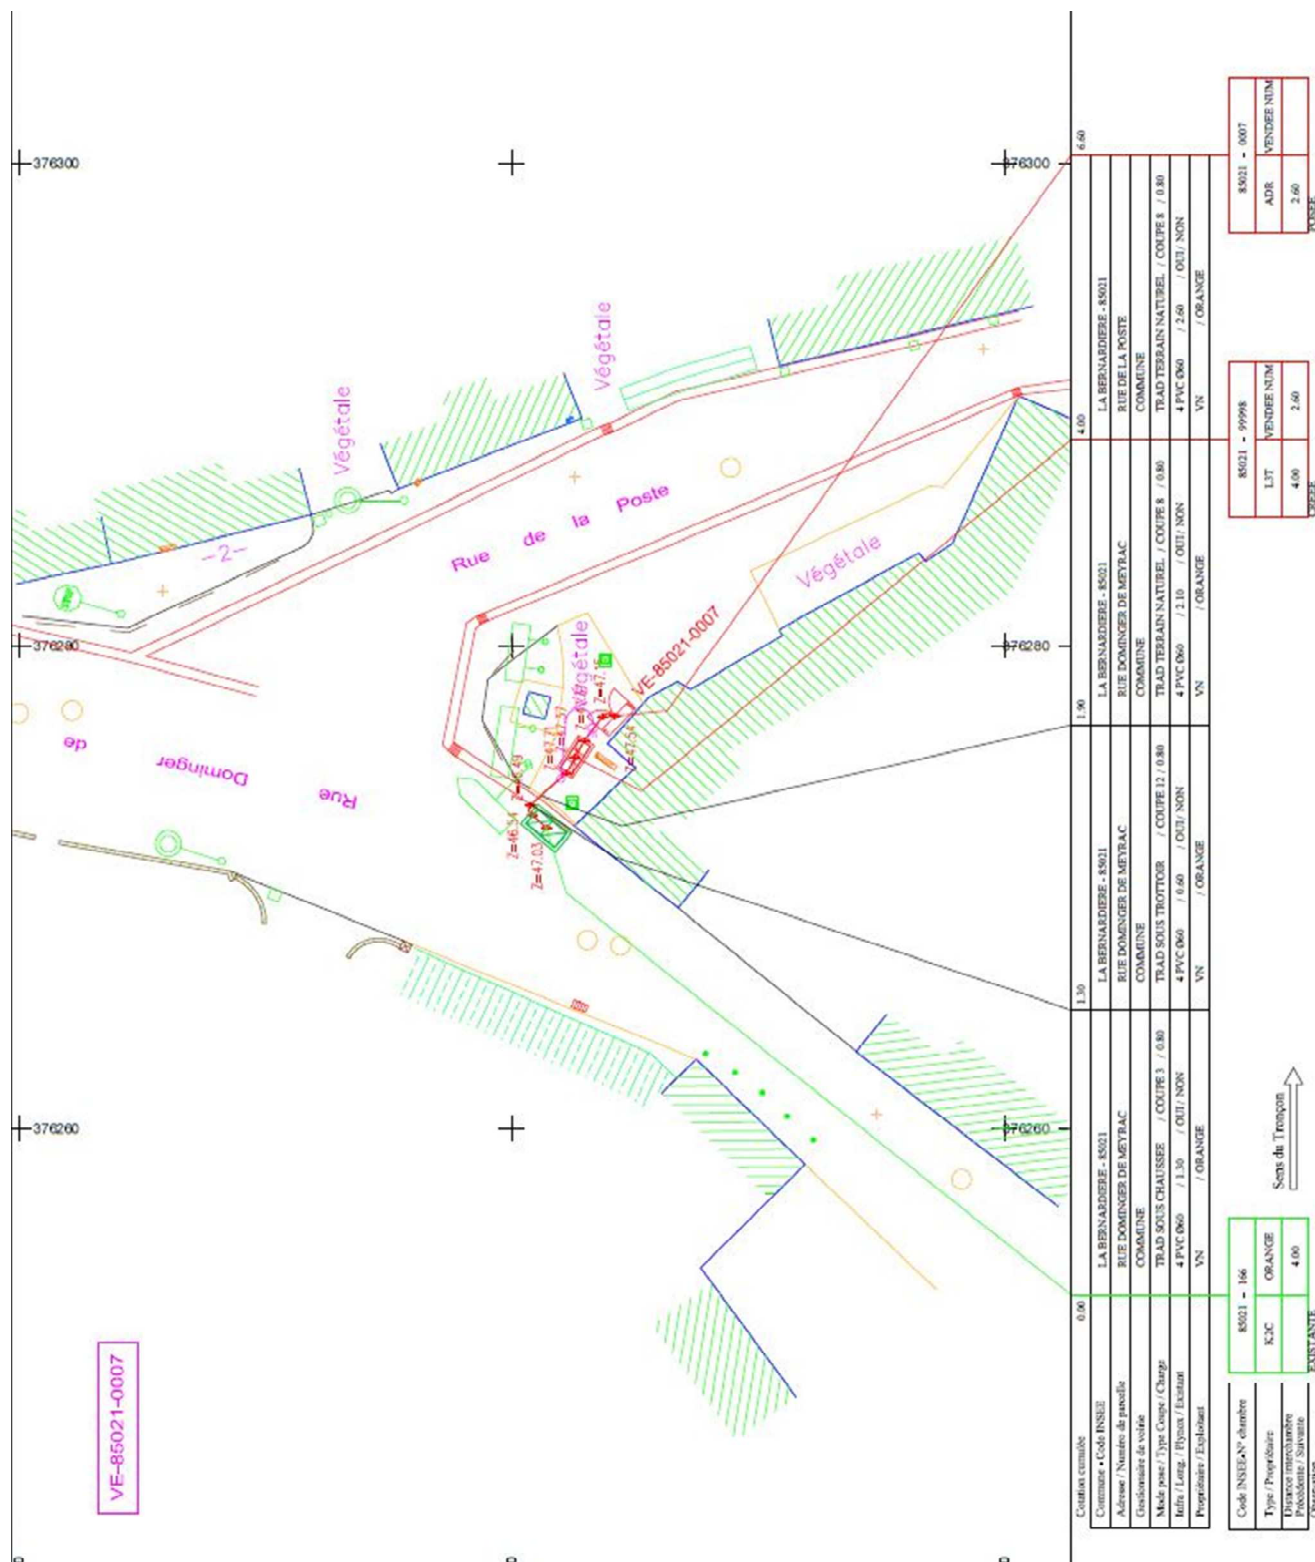 376300
376300
376280
376280
376260
376260
Végétale
Végétale
Végétale
Végétale
-2-
Rue de la Poste
Rue Dominger de
VE-85021-0007
Z=46.54
Z=47.03
Z=47.54
VE-85021-0007
Cotation cumulée
0.00
1.30
1.90
4.00
6.60
Commune • Code INSEE
LA BERNARDIERE - 85021
LA BERNARDIERE - 85021
LA BERNARDIERE - 85021
LA BERNARDIERE - 85021
Adresse / Numéro de parcelle
RUE DOMINGER DE MEYRAC
RUE DOMINGER DE MEYRAC
RUE DOMINGER DE MEYRAC
RUE DE LA POSTE
Gestionnaire de voirie
COMMUNE
COMMUNE
COMMUNE
COMMUNE
Mode pose / Type Coupe / Charge
TRAD SOUS CHAUSSEE / COUPE 3 / 0.80
TRAD SOUS TROTTOIR / COUPE 12 / 0.80
TRAD TERRAIN NATUREL / COUPE 8 / 0.80
TRAD TERRAIN NATUREL / COUPE 8 / 0.80
Infra / Long. / Plynox / Existant
4 PVC Ø60 / 1.30 / OUI / NON
4 PVC Ø60 / 0.60 / OUI / NON
4 PVC Ø60 / 2.10 / OUI / NON
4 PVC Ø60 / 2.60 / OUI / NON
Propriétaire / Exploitant
VN / ORANGE
VN / ORANGE
VN / ORANGE
VN / ORANGE
Code INSEE•N° chambre
85021 - 166
85021 - 99998
85021 - 0007
Type / Propriétaire
K2C ORANGE
L3T VENDEE NUM
ADR VENDEE NUM
Distance interchambre
Précédente / Suivante
4.00
4.00 2.60
2.60
EXISTANTE
Sens du Tronçon